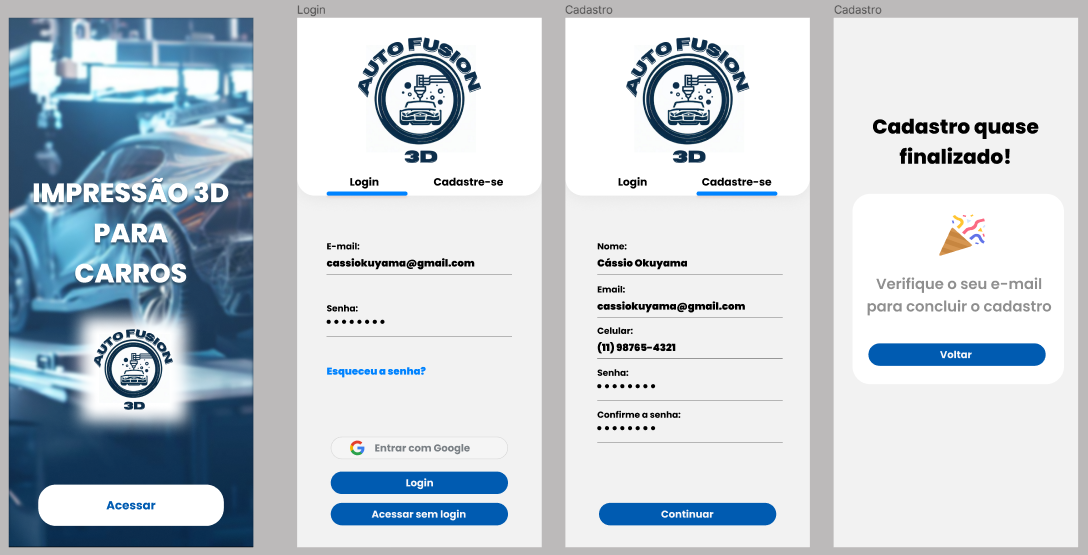 Login
Cadastro
Cadastro
IMPRESSÃO 3D
PARA
CARROS
AUTO FUSION
3D
Acessar
AUTO FUSION
3D
Login
Cadastre-se
E-mail:
cassiokuyama@gmail.com
Senha:
Esqueceu a senha?
Entrar com Google
Login
Acessar sem login
AUTO FUSION
3D
Login
Cadastre-se
Nome:
Cássio Okuyama
Email:
cassiokuyama@gmail.com
Celular:
(11) 98765-4321
Senha:
Confirme a senha:
Continuar
Cadastro quase
finalizado!
Verifique o seu e-mail
para concluir o cadastro
Voltar